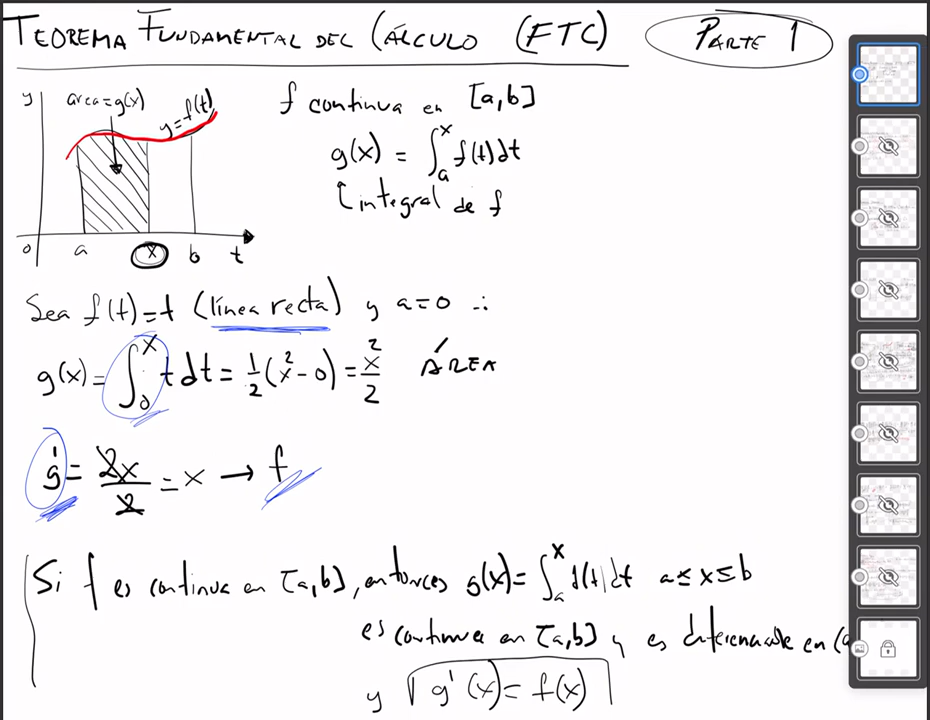 TEOREMA FUNDAMENTAL DEL CÁLCULO (FTC) PARTE 1
y area=g(x) y=f(t)
0 a x b t
f continua en [a,b]
g(x) = ∫ₐˣ f(t)dt
integral de f
Sea f(t)=t (línea recta) y a=0 ∴
g(x)= ∫₀ˣ t dt = 1/2 (x²-0) = x²/2 ÁREA
g' = 2x/2 = x → f
Si f es continua en [a,b], entonces g(x)= ∫ₐˣ f(t)dt a≤x≤b
es continua en [a,b] y es diferenciable en (a
y g'(x)= f(x)